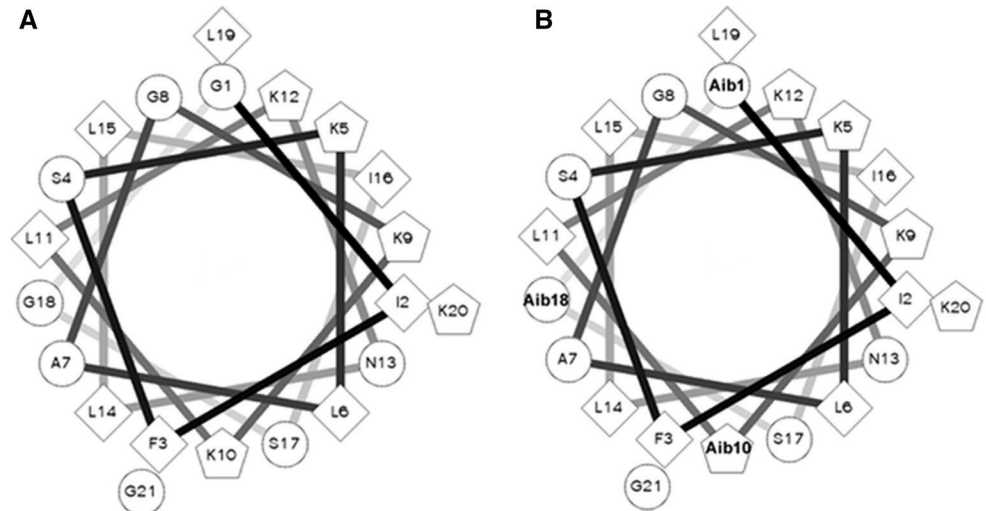 A
L19
G1
G8
K12
L15
K5
S4
I16
L11
K9
G18
I2
K20
A7
N13
L14
L6
F3
S17
K10
G21
B
L19
Aib1
G8
K12
L15
K5
S4
I16
L11
K9
Aib18
I2
K20
A7
N13
L14
L6
F3
S17
Aib10
G21